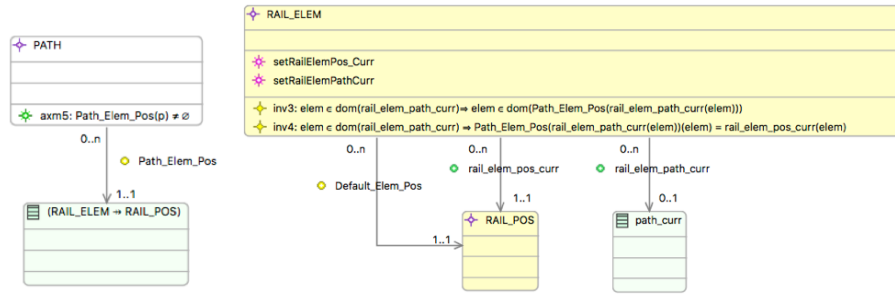 PATH
axm5: Path_Elem_Pos(p) ≠ ∅
0..n
Path_Elem_Pos
1..1
(RAIL_ELEM ⇸ RAIL_POS)
RAIL_ELEM
setRailElemPos_Curr
setRailElemPathCurr
inv3: elem ∈ dom(rail_elem_path_curr)⇒ elem ∈ dom(Path_Elem_Pos(rail_elem_path_curr(elem)))
inv4: elem ∈ dom(rail_elem_path_curr) ⇒ Path_Elem_Pos(rail_elem_path_curr(elem))(elem) = rail_elem_pos_curr(elem)
0..n 0..n 0..n
rail_elem_pos_curr rail_elem_path_curr
Default_Elem_Pos
1..1 0..1
RAIL_POS path_curr
1..1